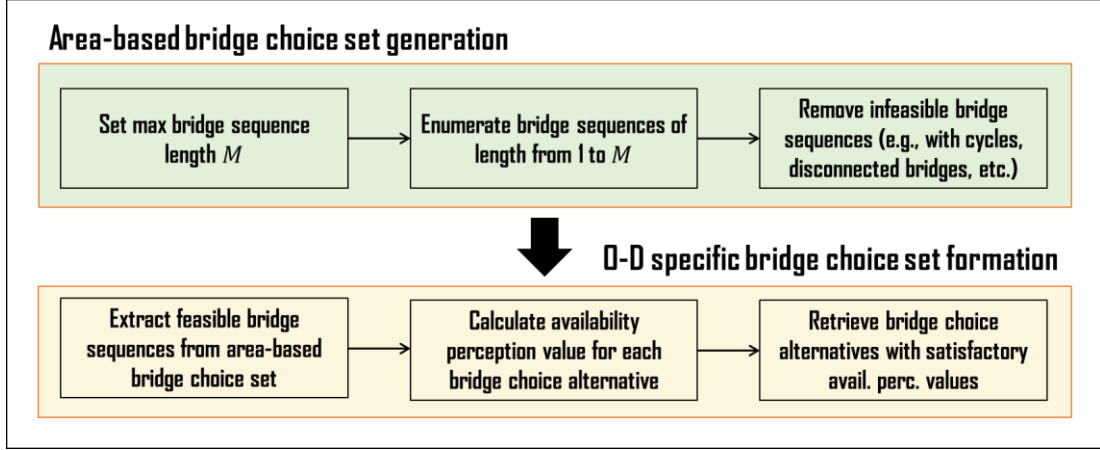 Area-based bridge choice set generation
Set max bridge sequence
length M
Enumerate bridge sequences of
length from 1 to M
Remove infeasible bridge
sequences (e.g., with cycles,
disconnected bridges, etc.)
O-D specific bridge choice set formation
Extract feasible bridge
sequences from area-based
bridge choice set
Calculate availability
perception value for each
bridge choice alternative
Retrieve bridge choice
alternatives with satisfactory
avail. perc. values